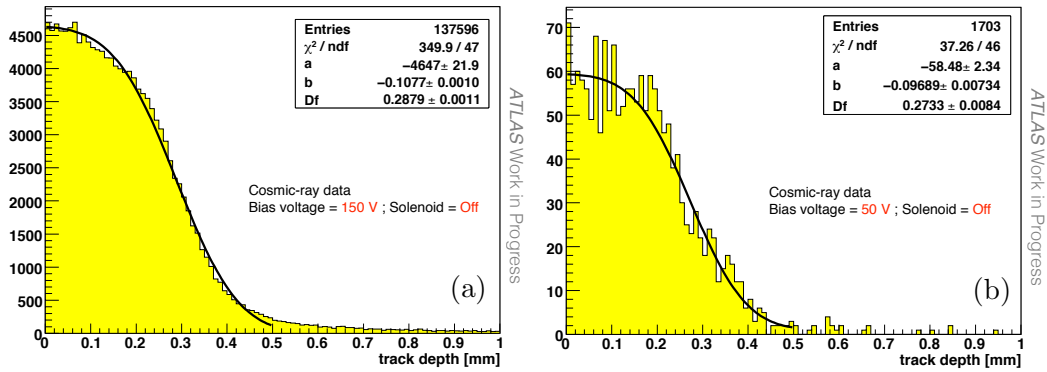 Entries 137596
χ² / ndf 349.9 / 47
a −4647± 21.9
b −0.1077± 0.0010
Df 0.2879 ± 0.0011
4500
4000
3500
3000
2500
2000
1500
1000
500
0
Cosmic-ray data
Bias voltage = 150 V ; Solenoid = Off
(a)
0 0.1 0.2 0.3 0.4 0.5 0.6 0.7 0.8 0.9 1
track depth [mm]
ATLAS Work in Progress
Entries 1703
χ² / ndf 37.26 / 46
a −58.48± 2.34
b −0.09689± 0.00734
Df 0.2733 ± 0.0084
70
60
50
40
30
20
10
0
Cosmic-ray data
Bias voltage = 50 V ; Solenoid = Off
(b)
0 0.1 0.2 0.3 0.4 0.5 0.6 0.7 0.8 0.9 1
track depth [mm]
ATLAS Work in Progress